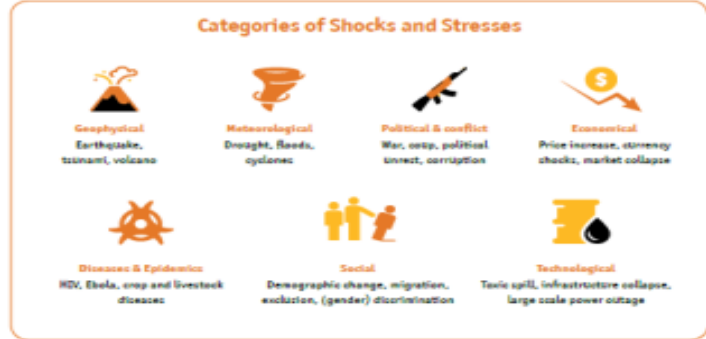 Categories of Shocks and Stresses
Geophysical
Earthquake,
tsunami, volcano
Meteorological
Drought, floods,
cyclones
Political & conflict
War, coup, political
unrest, corruption
Economical
Price increase, currency
shocks, market collapse
Diseases & Epidemics
HIV, Ebola, crop and livestock
diseases
Social
Demographic change, migration,
exclusion, (gender) discrimination
Technological
Toxic spill, infrastructure collapse,
large scale power outage